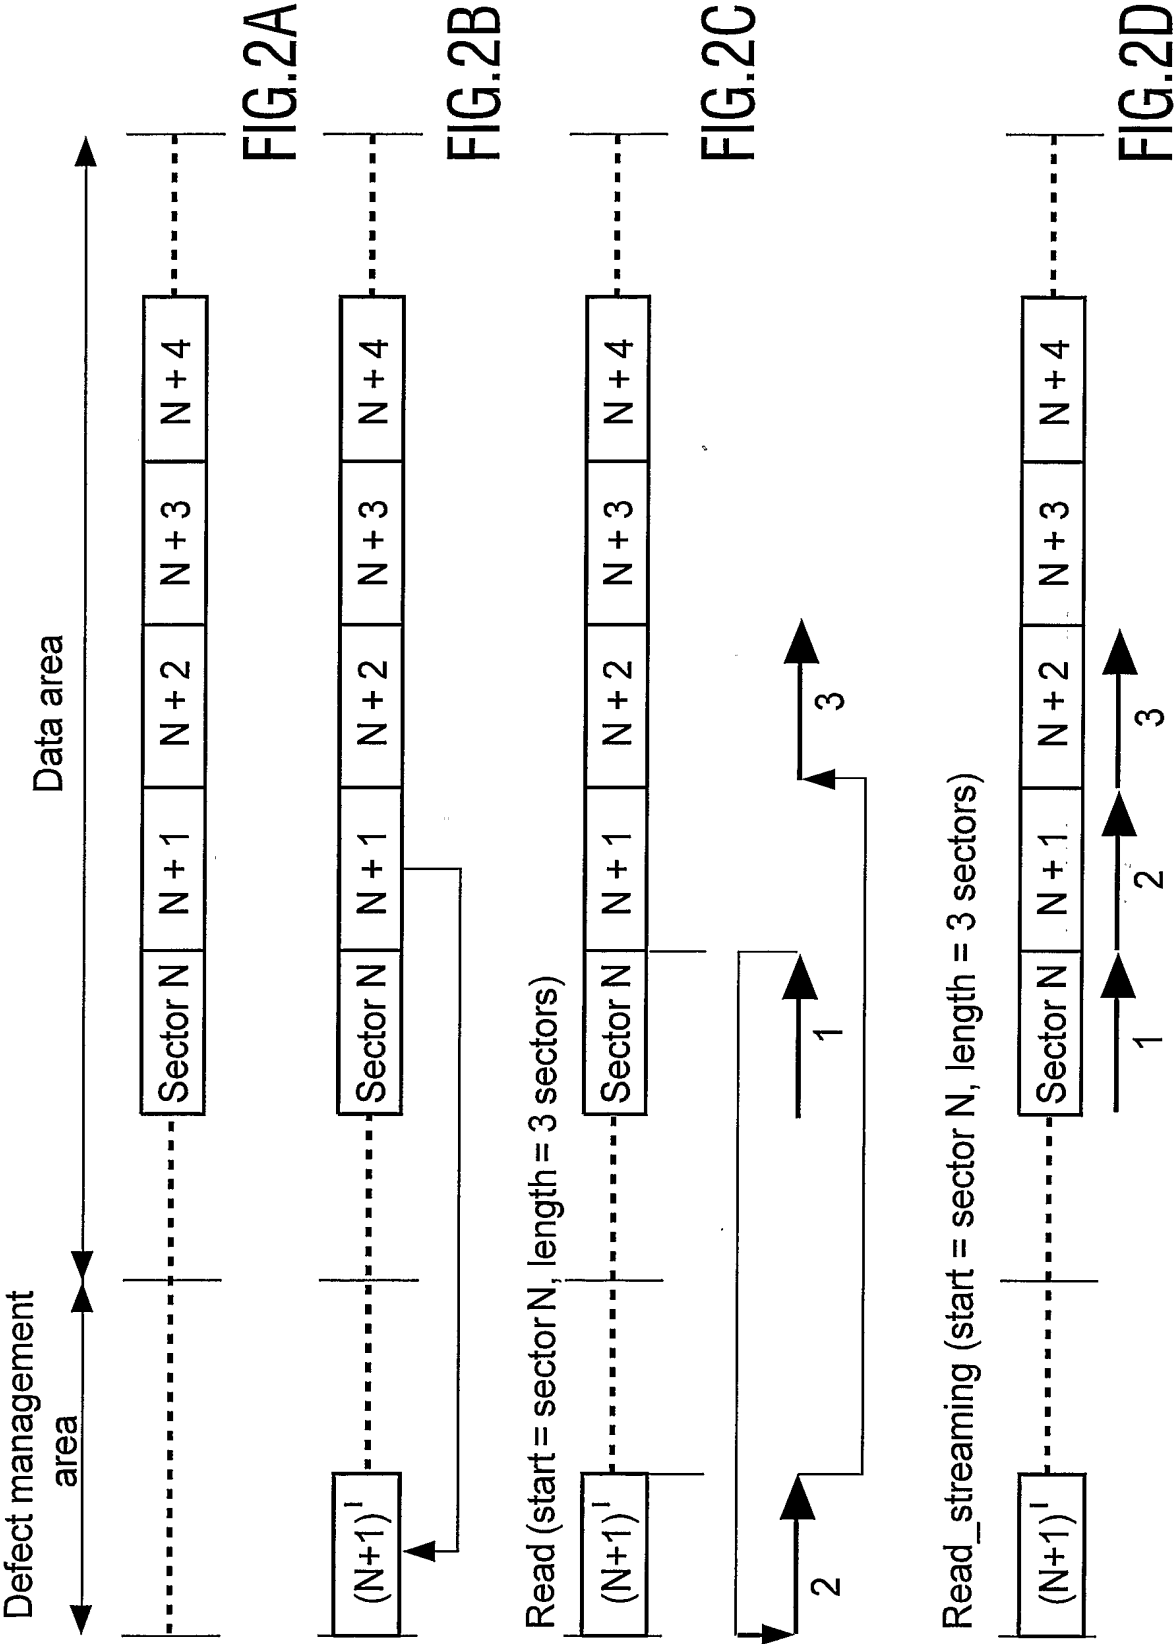 Defect management
area
Data area
Sector N
N + 1
N + 2
N + 3
N + 4
FIG.2A
(N+1)'
Sector N
N + 1
N + 2
N + 3
N + 4
FIG.2B
Read (start = sector N, length = 3 sectors)
(N+1)'
Sector N
N + 1
N + 2
N + 3
N + 4
2
1
3
FIG.2C
Read_streaming (start = sector N, length = 3 sectors)
(N+1)'
Sector N
N + 1
N + 2
N + 3
N + 4
1
2
3
FIG.2D